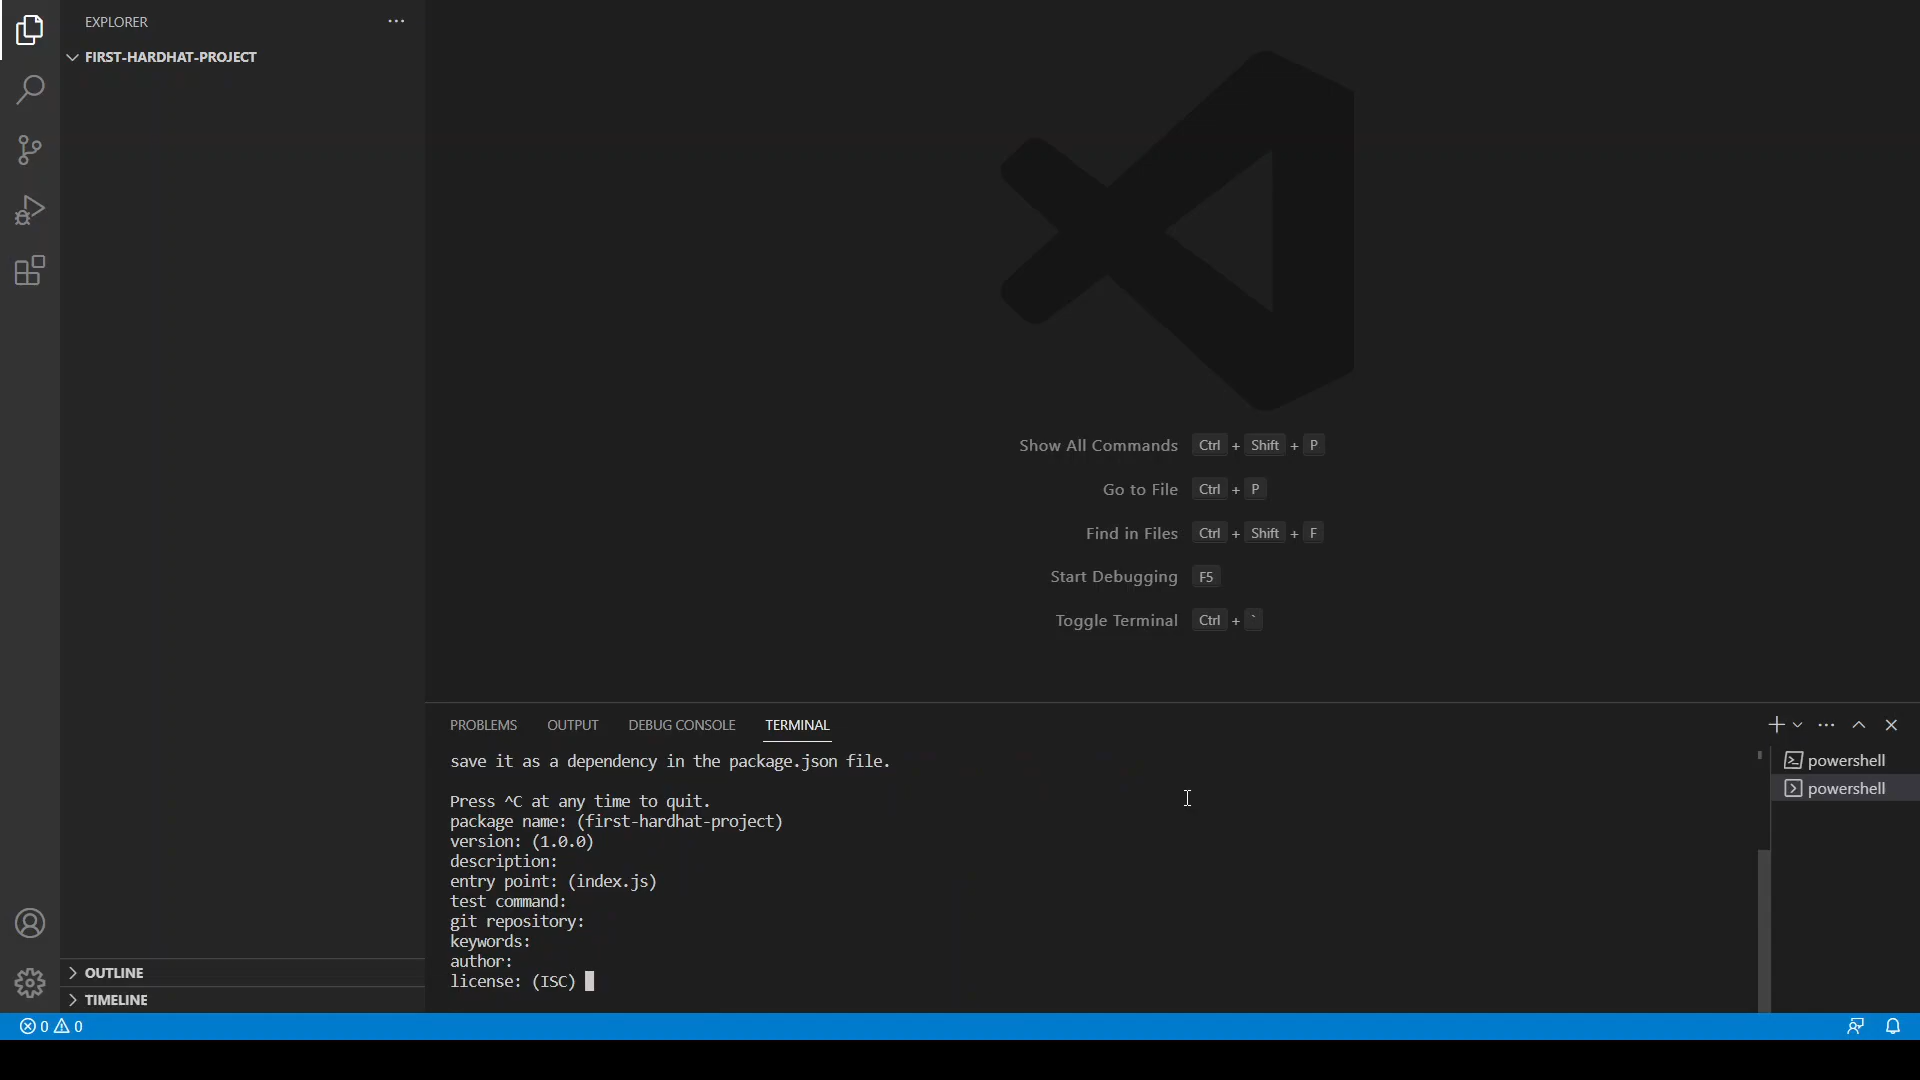 EXPLORER
FIRST-HARDHAT-PROJECT
Show All Commands Ctrl + Shift + P
Go to File Ctrl + P
Find in Files Ctrl + Shift + F
Start Debugging F5
Toggle Terminal Ctrl + `
PROBLEMS OUTPUT DEBUG CONSOLE TERMINAL
save it as a dependency in the package.json file.
Press ^C at any time to quit.
package name: (first-hardhat-project)
version: (1.0.0)
description:
entry point: (index.js)
test command:
git repository:
keywords:
author:
license: (ISC)
powershell
powershell
OUTLINE
TIMELINE
0 0